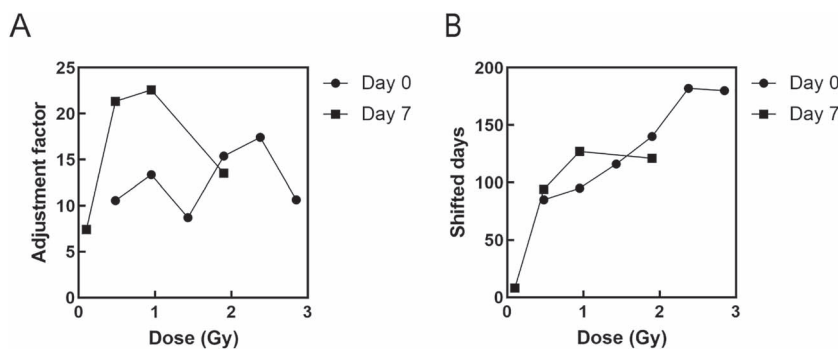 A
Adjustment factor
25
20
15
10
5
0
0 1 2 3
Dose (Gy)
Day 0
Day 7
B
Shifted days
200
150
100
50
0
0 1 2 3
Dose (Gy)
Day 0
Day 7